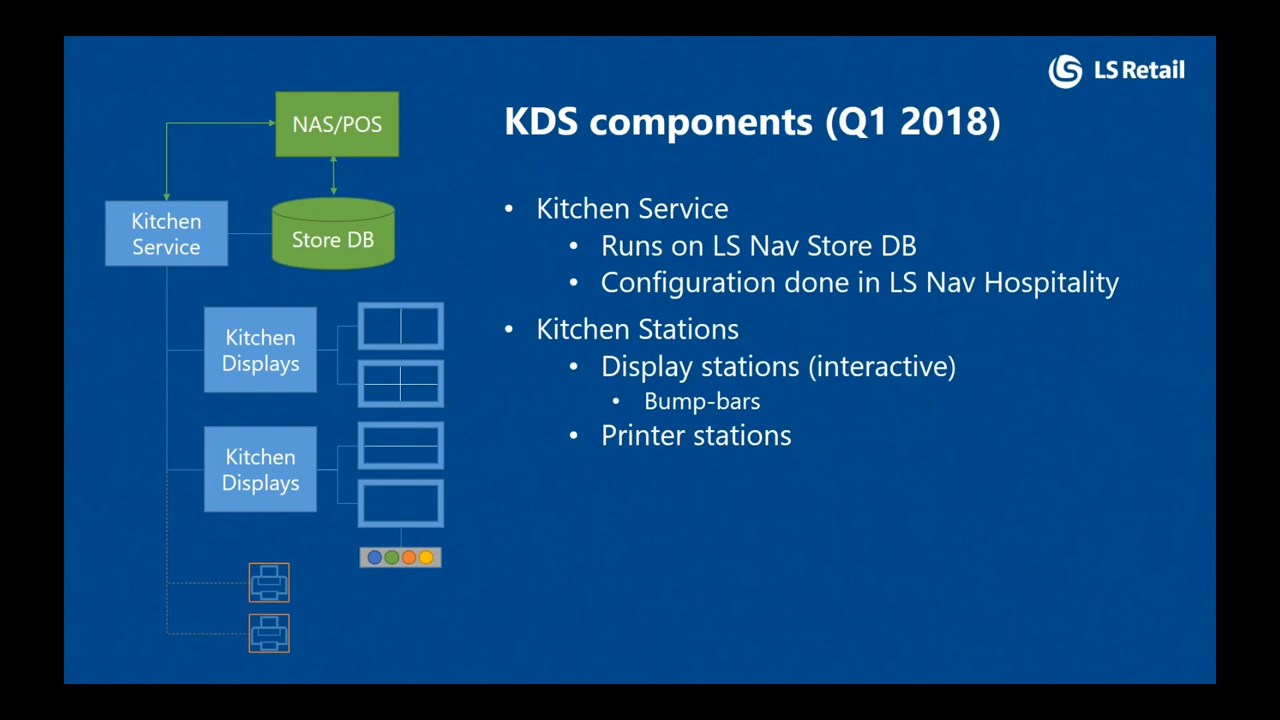 LS Retail
KDS components (Q1 2018)
• Kitchen Service
• Runs on LS Nav Store DB
• Configuration done in LS Nav Hospitality
• Kitchen Stations
• Display stations (interactive)
• Bump-bars
• Printer stations
NAS/POS
Kitchen
Service
Store DB
Kitchen
Displays
Kitchen
Displays